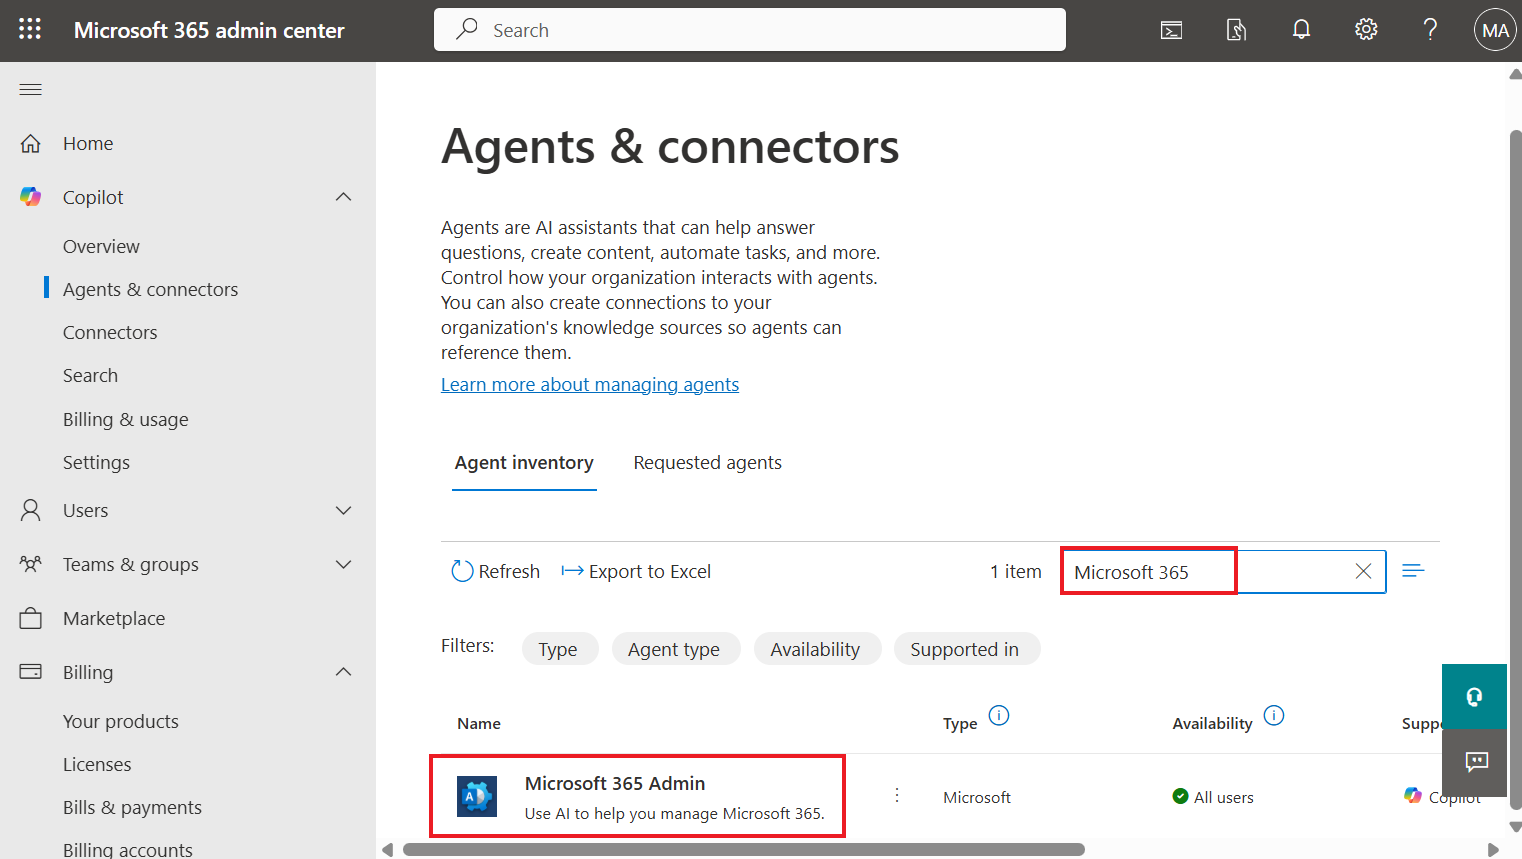 Microsoft 365 admin center
Search
MA
Home
Copilot
Overview
Agents & connectors
Connectors
Search
Billing & usage
Settings
Users
Teams & groups
Marketplace
Billing
Your products
Licenses
Bills & payments
Billing accounts
Agents & connectors
Agents are AI assistants that can help answer
questions, create content, automate tasks, and more.
Control how your organization interacts with agents.
You can also create connections to your
organization's knowledge sources so agents can
reference them.
Learn more about managing agents
Agent inventory Requested agents
Refresh Export to Excel 1 item Microsoft 365
Filters: Type Agent type Availability Supported in
Name Type Availability
Microsoft 365 Admin
Use AI to help you manage Microsoft 365.
Microsoft All users Copilot